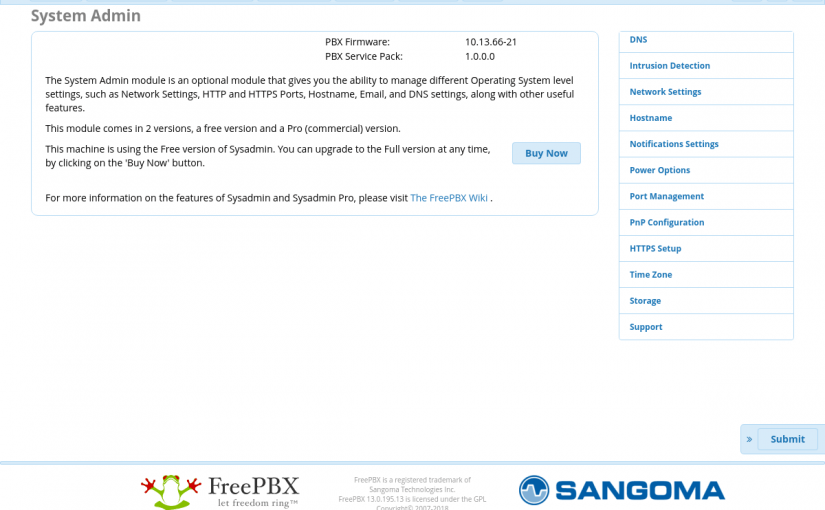 System Admin
PBX Firmware: 10.13.66-21
PBX Service Pack: 1.0.0.0
The System Admin module is an optional module that gives you the ability to manage different Operating System level
settings, such as Network Settings, HTTP and HTTPS Ports, Hostname, Email, and DNS settings, along with other useful
features.
This module comes in 2 versions, a free version and a Pro (commercial) version.
This machine is using the Free version of Sysadmin. You can upgrade to the Full version at any time,
by clicking on the 'Buy Now' button.
Buy Now
For more information on the features of Sysadmin and Sysadmin Pro, please visit The FreePBX Wiki .
DNS
Intrusion Detection
Network Settings
Hostname
Notifications Settings
Power Options
Port Management
PnP Configuration
HTTPS Setup
Time Zone
Storage
Support
» Submit
FreePBX
let freedom ring™
FreePBX is a registered trademark of
Sangoma Technologies Inc.
FreePBX 13.0.195.13 is licensed under the GPL
Copyright© 2007-2018
SANGOMA